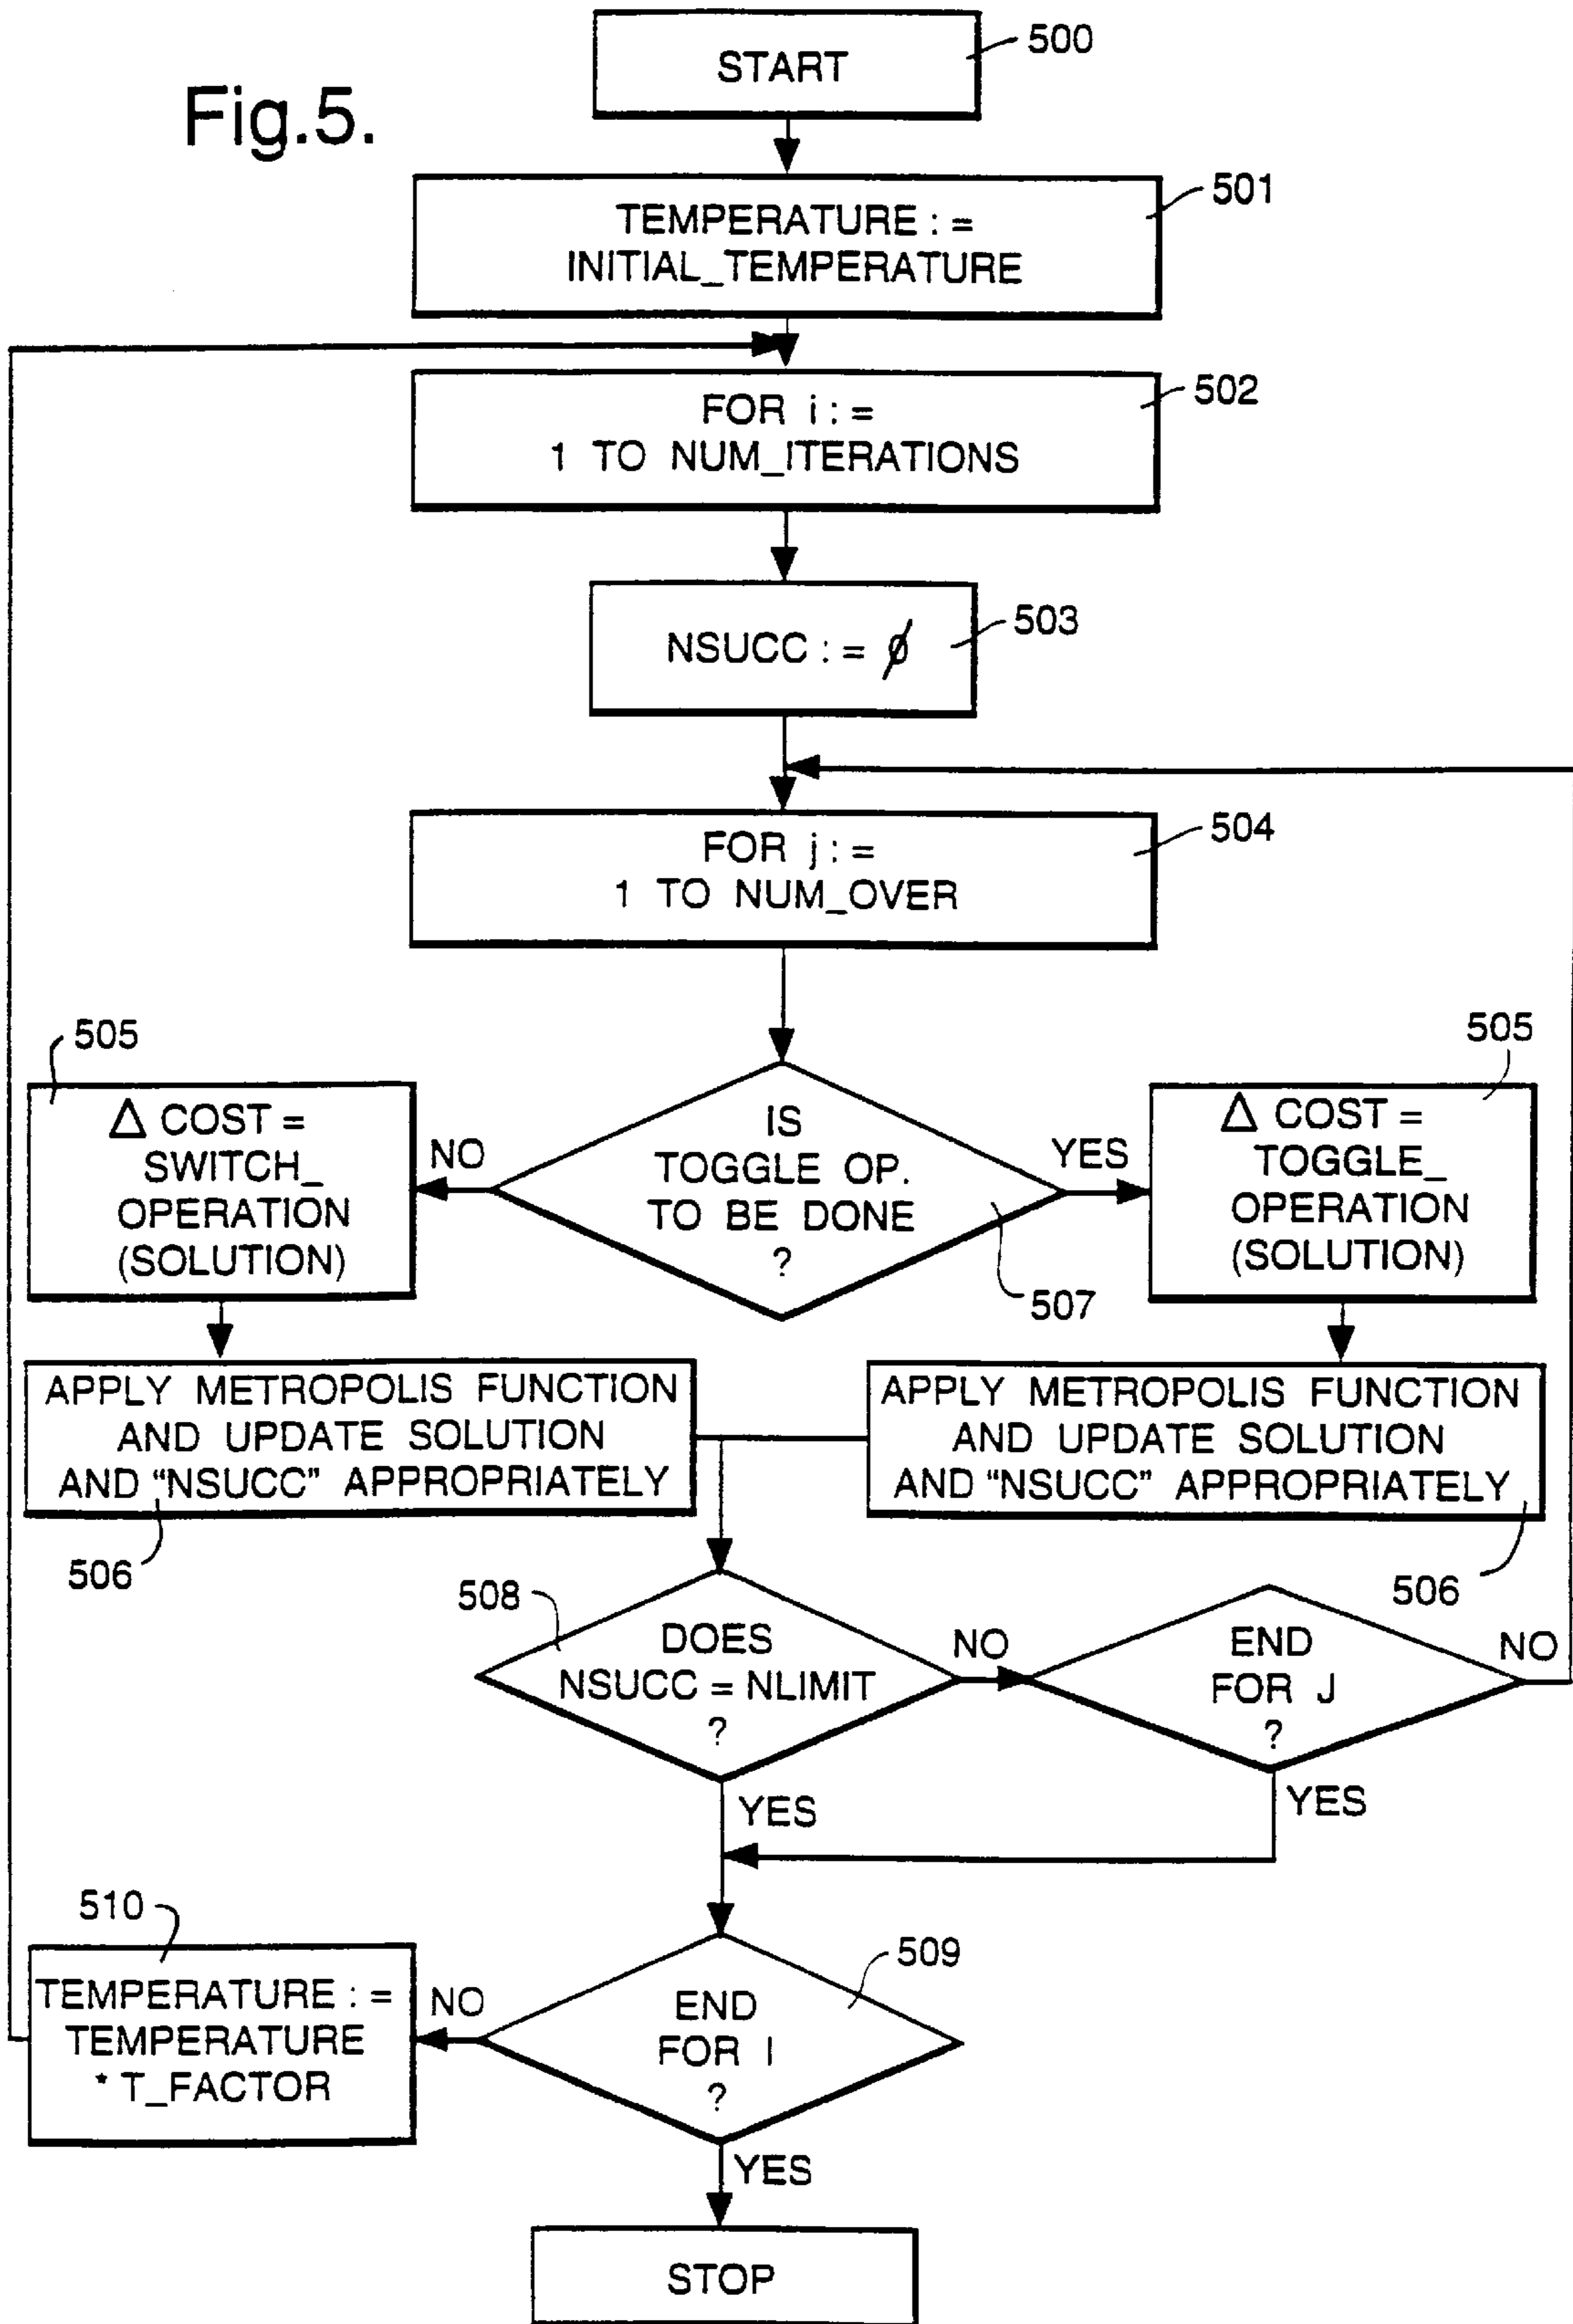 Fig.5.
START
500
TEMPERATURE : =
INITIAL_TEMPERATURE
501
FOR i : =
1 TO NUM_ITERATIONS
502
NSUCC : = ∅
503
FOR j : =
1 TO NUM_OVER
504
505
Δ COST =
SWITCH_
OPERATION
(SOLUTION)
NO
IS
TOGGLE OP.
TO BE DONE
?
507
YES
505
Δ COST =
TOGGLE_
OPERATION
(SOLUTION)
APPLY METROPOLIS FUNCTION
AND UPDATE SOLUTION
AND “NSUCC” APPROPRIATELY
506
APPLY METROPOLIS FUNCTION
AND UPDATE SOLUTION
AND “NSUCC” APPROPRIATELY
506
508
DOES
NSUCC = NLIMIT
?
NO
END
FOR J
?
NO
YES
YES
510
TEMPERATURE : =
TEMPERATURE
* T_FACTOR
NO
END
FOR I
?
509
YES
STOP